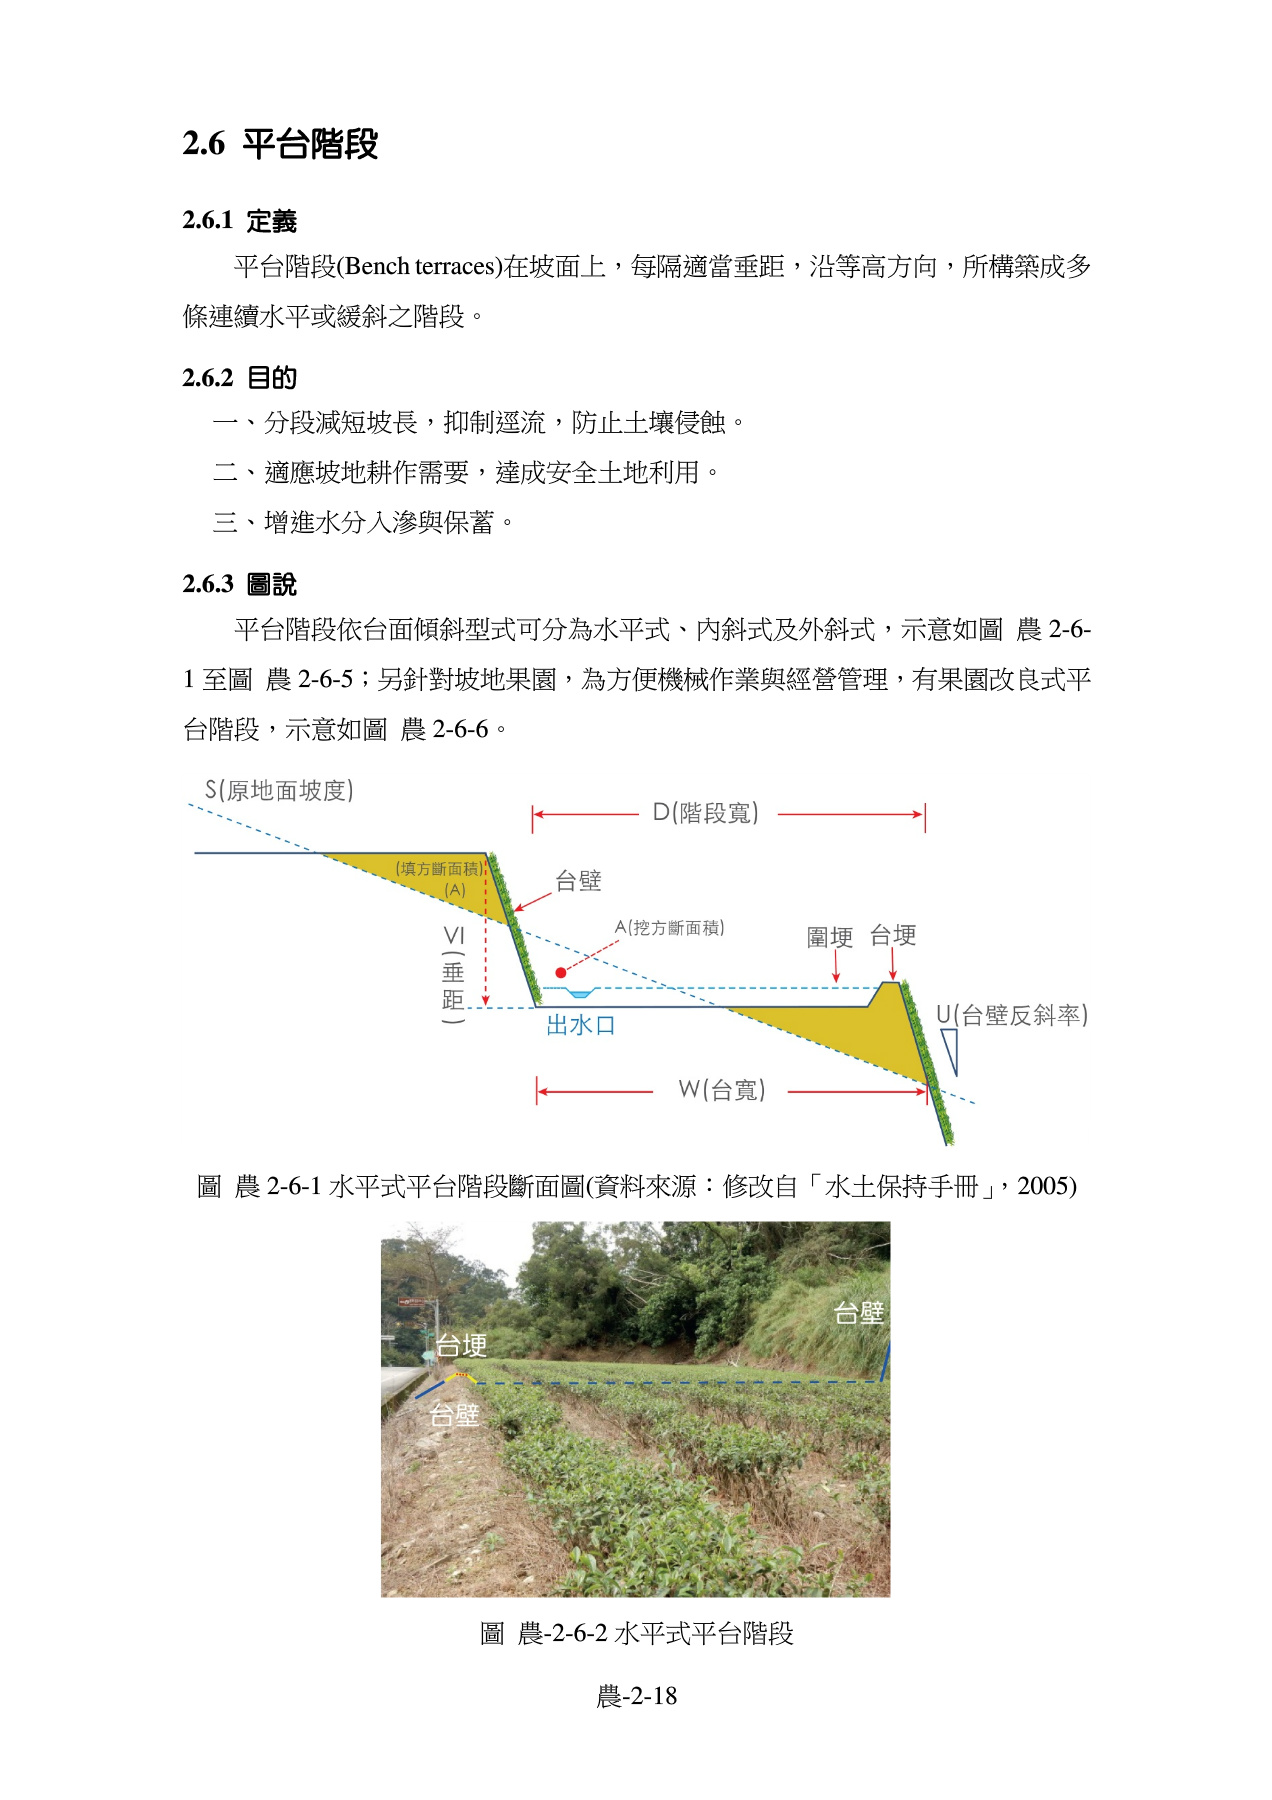 2.6 平台階段
2.6.1 定義
平台階段(Bench terraces)在坡面上，每隔適當垂距，沿等高方向，所構築成多
條連續水平或緩斜之階段。
2.6.2 目的
一、分段減短坡長，抑制逕流，防止土壤侵蝕。
二、適應坡地耕作需要，達成安全土地利用。
三、增進水分入滲與保蓄。
2.6.3 圖說
平台階段依台面傾斜型式可分為水平式、內斜式及外斜式，示意如圖 農 2-6-
1 至圖 農 2-6-5；另針對坡地果園，為方便機械作業與經營管理，有果園改良式平
台階段，示意如圖 農 2-6-6。
S(原地面坡度)
D(階段寬)
(填方斷面積)
(A)
台壁
A(挖方斷面積)
VI(垂距)
圍埂 台埂
出水口
U(台壁反斜率)
W(台寬)
圖 農 2-6-1 水平式平台階段斷面圖(資料來源：修改自「水土保持手冊」，2005)
台壁
台埂
台壁
圖 農-2-6-2 水平式平台階段
農-2-18